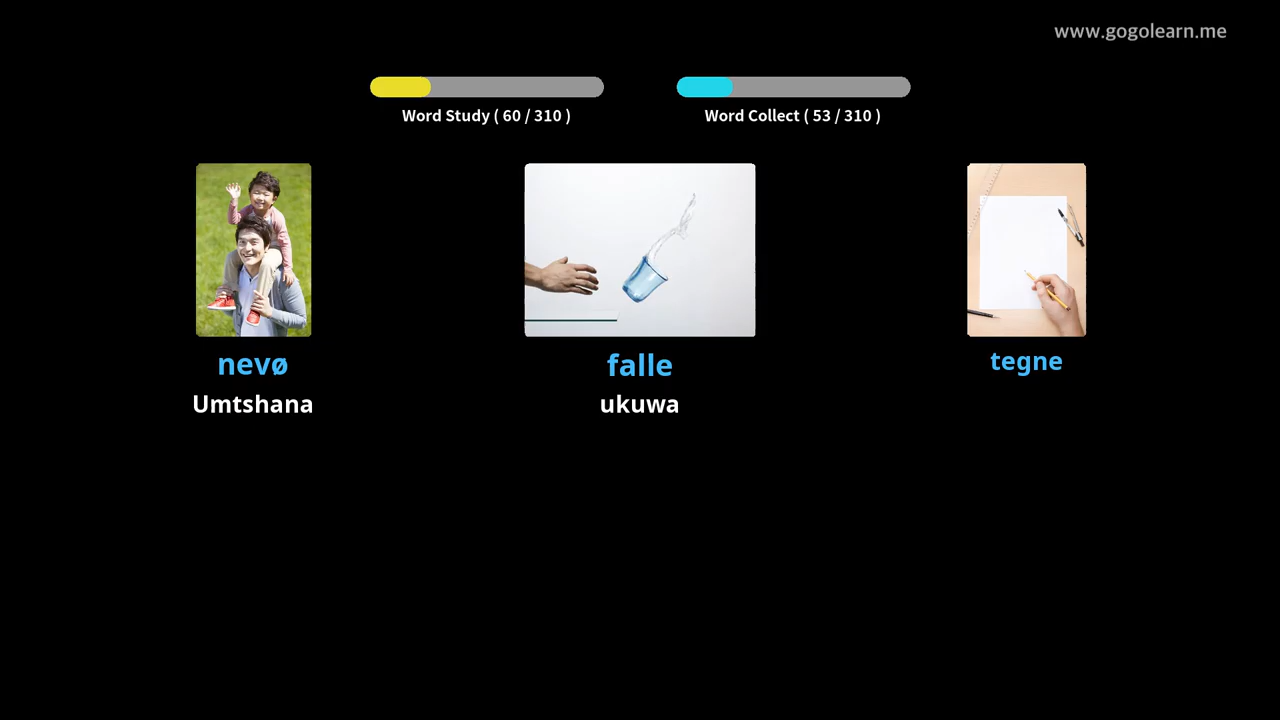 www.gogolearn.me
Word Study ( 60 / 310 )
Word Collect ( 53 / 310 )
nevø
falle
tegne
Umtshana
ukuwa